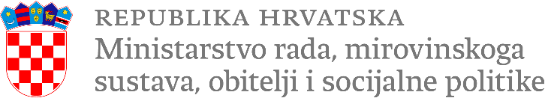 REPUBLIKA HRVATSKA
Ministarstvo rada, mirovinskoga
sustava, obitelji i socijalne politike